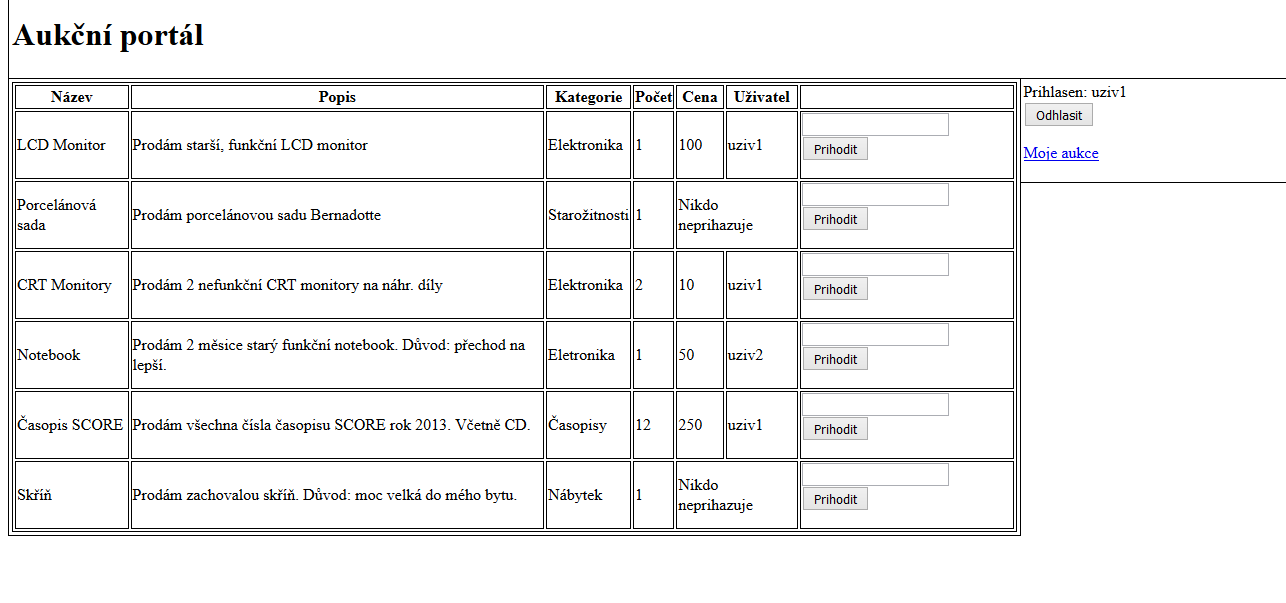 Aukční portál
Název Popis Kategorie Počet Cena Uživatel
LCD Monitor Prodám starší, funkční LCD monitor Elektronika 1 100 uziv1
Prihodit
Porcelánová
sada
Prodám porcelánovou sadu Bernadotte Starožitnosti 1
Nikdo
neprihazuje
Prihodit
CRT Monitory Prodám 2 nefunkční CRT monitory na náhr. díly Elektronika 2 10 uziv1
Prihodit
Notebook
Prodám 2 měsice starý funkční notebook. Důvod: přechod na
lepší.
Eletronika 1 50 uziv2
Prihodit
Časopis SCORE Prodám všechna čísla časopisu SCORE rok 2013. Včetně CD. Časopisy 12 250 uziv1
Prihodit
Skříň Prodám zachovalou skříň. Důvod: moc velká do mého bytu. Nábytek 1
Nikdo
neprihazuje
Prihodit
Prihlasen: uziv1
Odhlasit
Moje aukce